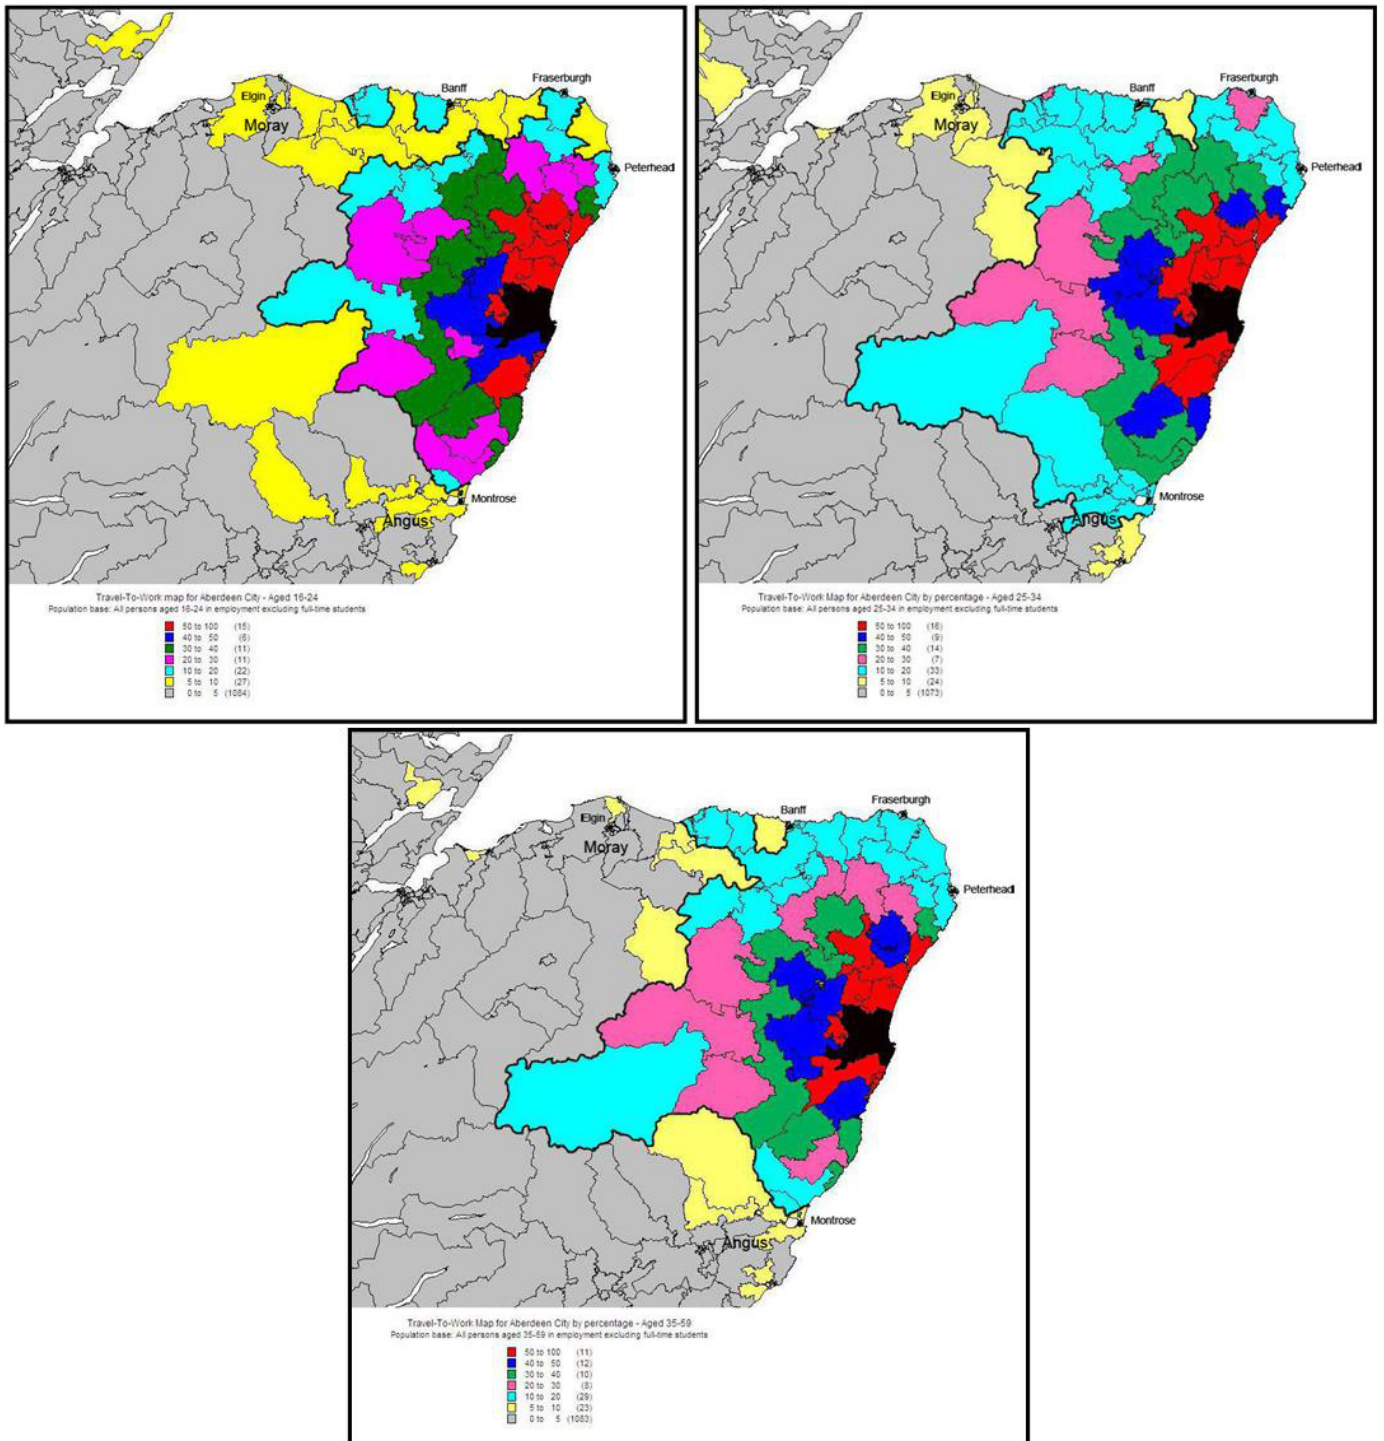 Fraserburgh
Banff
Elgin
Moray
Peterhead
Montrose
Angus
Travel-To-Work map for Aberdeen City - Aged 16-24
Population base: All persons aged 16-24 in employment excluding full-time students
50 to 100 (15)
40 to 50 (6)
30 to 40 (11)
20 to 30 (11)
10 to 20 (22)
5 to 10 (27)
0 to 5 (1084)
Fraserburgh
Banff
Elgin
Moray
Peterhead
Montrose
Angus
Travel-To-Work Map for Aberdeen City by percentage - Aged 25-34
Population base: All persons aged 25-34 in employment excluding full-time students
50 to 100 (16)
40 to 50 (9)
30 to 40 (14)
20 to 30 (7)
10 to 20 (33)
5 to 10 (24)
0 to 5 (1073)
Fraserburgh
Banff
Elgin
Moray
Peterhead
Montrose
Angus
Travel-To-Work Map for Aberdeen City by percentage - Aged 35-59
Population base: All persons aged 35-59 in employment excluding full-time students
50 to 100 (11)
40 to 50 (12)
30 to 40 (10)
20 to 30 (8)
10 to 20 (29)
5 to 10 (23)
0 to 5 (1083)